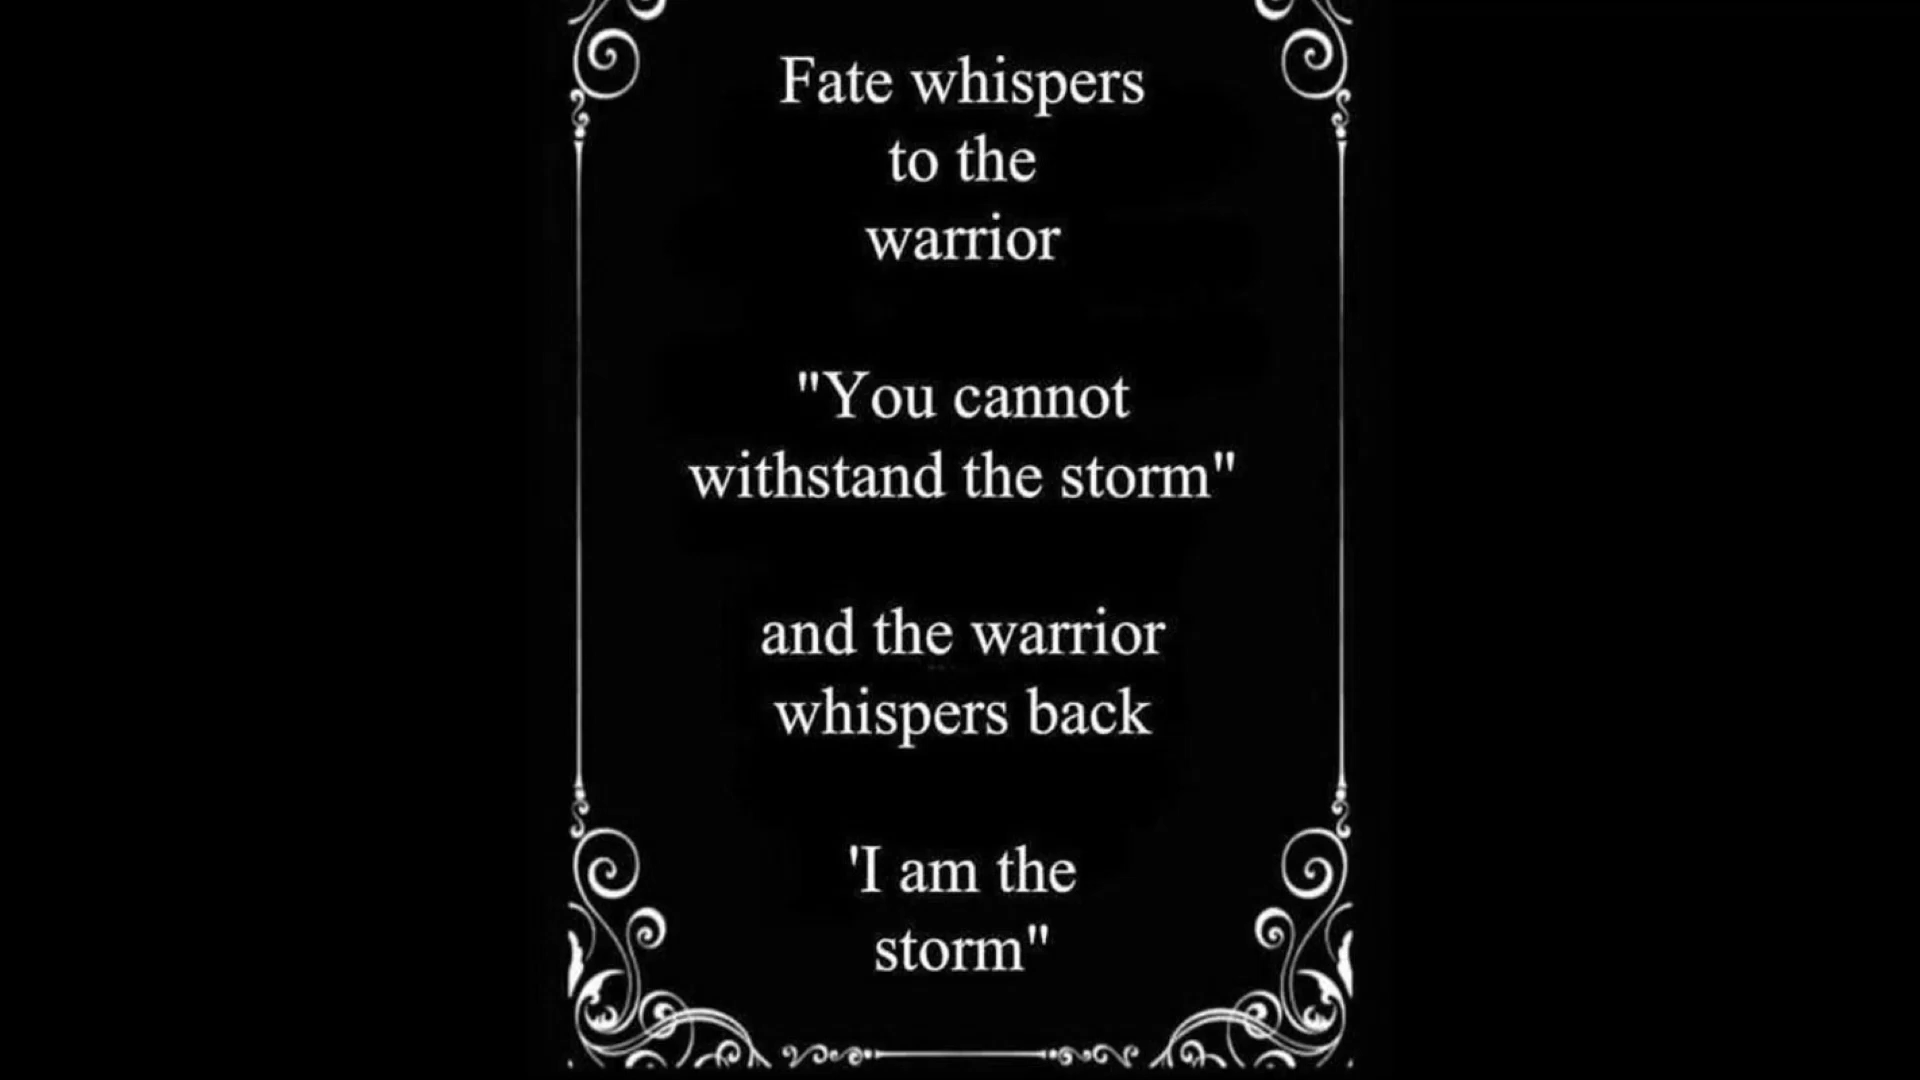 Fate whispers
to the
warrior
"You cannot
withstand the storm"
and the warrior
whispers back
'I am the
storm"